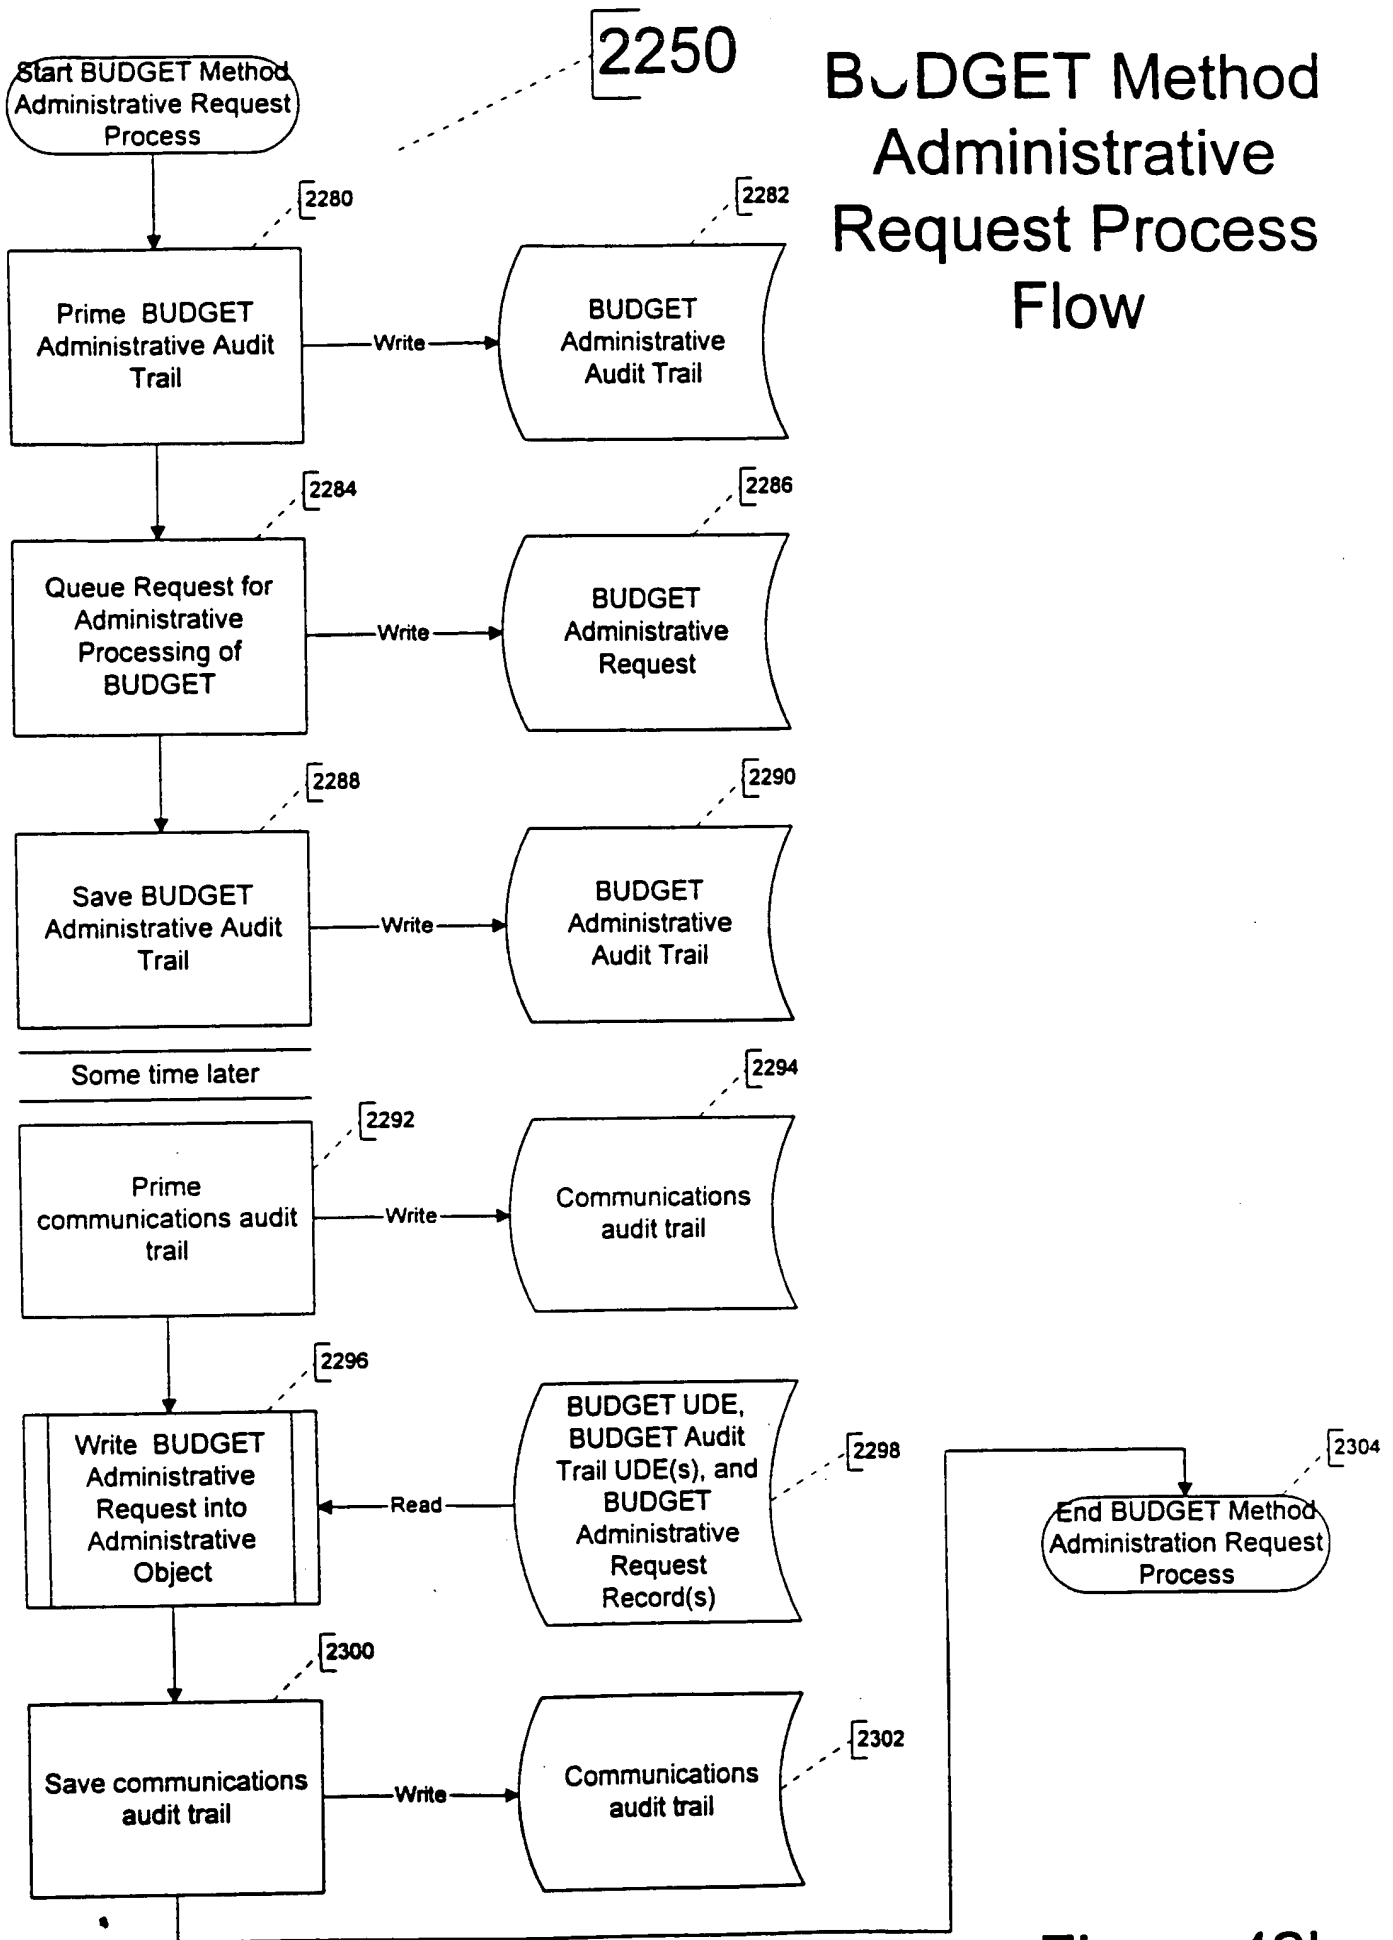 2250
BUDGET Method
Administrative
Request Process
Flow
Start BUDGET Method
Administrative Request
Process
2280
Prime BUDGET
Administrative Audit
Trail
Write
2282
BUDGET
Administrative
Audit Trail
2284
Queue Request for
Administrative
Processing of
BUDGET
Write
2286
BUDGET
Administrative
Request
2288
Save BUDGET
Administrative Audit
Trail
Write
2290
BUDGET
Administrative
Audit Trail
Some time later
2292
Prime
communications audit
trail
Write
2294
Communications
audit trail
2296
Write BUDGET
Administrative
Request into
Administrative
Object
Read
2298
BUDGET UDE,
BUDGET Audit
Trail UDE(s), and
BUDGET
Administrative
Request
Record(s)
2300
Save communications
audit trail
Write
2302
Communications
audit trail
2304
End BUDGET Method
Administration Request
Process